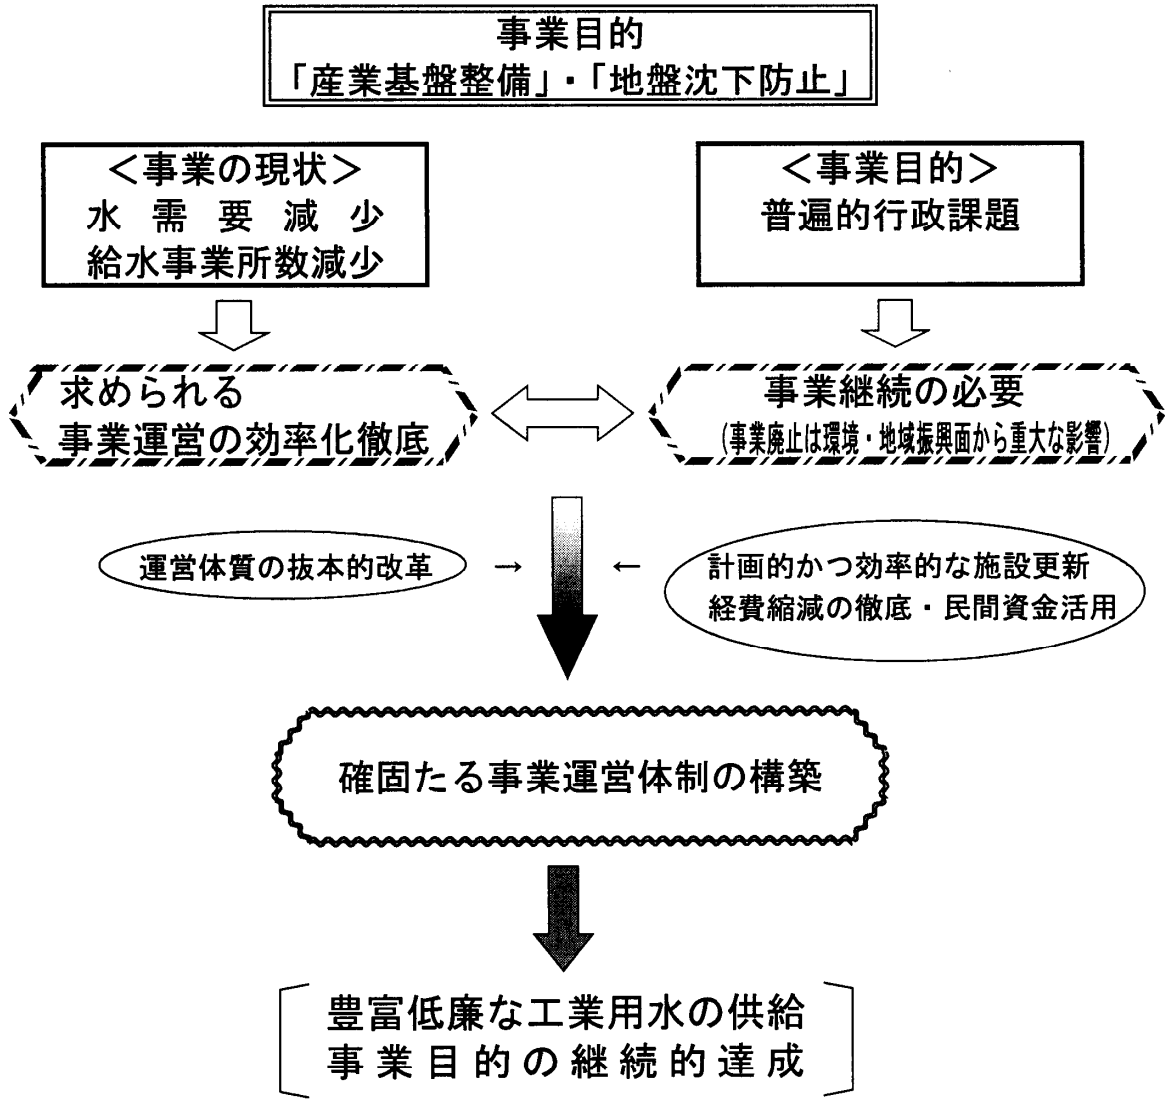 事業目的
「産業基盤整備」・「地盤沈下防止」
＜事業の現状＞
水需要減少
給水事業所数減少
＜事業目的＞
普遍的行政課題
求められる
事業運営の効率化徹底
事業継続の必要
（事業廃止は環境・地域振興面から重大な影響）
運営体質の抜本的改革
計画的かつ効率的な施設更新
経費縮減の徹底・民間資金活用
確固たる事業運営体制の構築
豊富低廉な工業用水の供給
事業目的の継続的達成